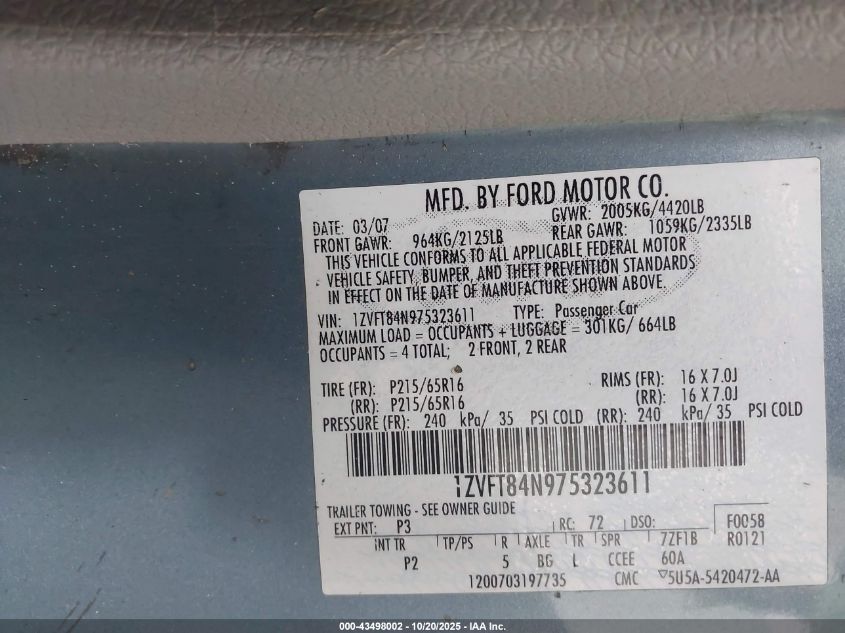 MFD. BY FORD MOTOR CO.
DATE: 03/07 GVWR: 2005KG/4420LB
FRONT GAWR: 964KG/2125LB REAR GAWR: 1059KG/2335LB
THIS VEHICLE CONFORMS TO ALL APPLICABLE FEDERAL MOTOR
VEHICLE SAFETY, BUMPER, AND THEFT PREVENTION STANDARDS
IN EFFECT ON THE DATE OF MANUFACTURE SHOWN ABOVE.
VIN: 1ZVFT84N975323611 TYPE: Passenger Car
MAXIMUM LOAD = OCCUPANTS + LUGGAGE = 301KG/ 664LB
OCCUPANTS = 4 TOTAL; 2 FRONT, 2 REAR
TIRE (FR): P215/65R16 RIMS (FR): 16 X 7.0J
(RR): P215/65R16 (RR): 16 X 7.0J
PRESSURE (FR): 240 kPa/ 35 PSI COLD (RR): 240 kPa/ 35 PSI COLD
1ZVFT84N975323611
TRAILER TOWING - SEE OWNER GUIDE
EXT PNT: P3 RC: 72 DSO: F0058
INT TR TP/PS R AXLE TR SPR 7ZF1B R0121
P2 5 BG L CCEE 60A
1200703197735 CMC ▽5U5A-5420472-AA
000-43498002 - 10/20/2025 - IAA Inc.